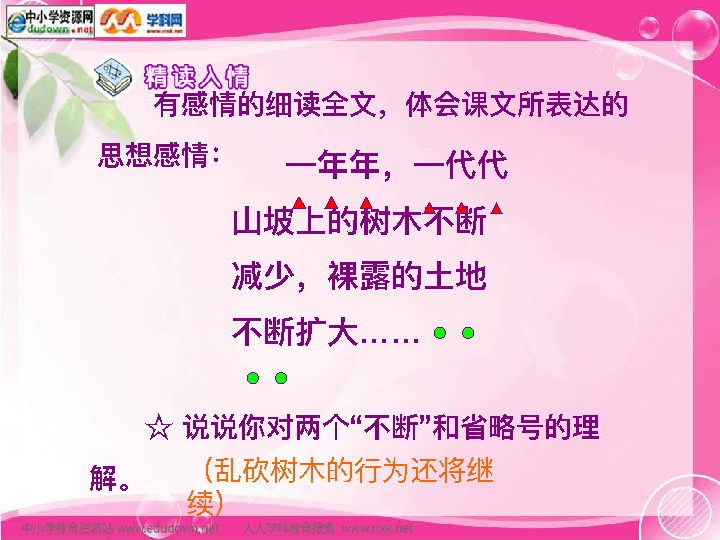 中小学资源网 学科网
dudown.net www.nxk.net
精读入情
有感情的细读全文，体会课文所表达的
思想感情：
一年年，一代代
山坡上的树木不断
减少，裸露的土地
不断扩大……
☆ 说说你对两个“不断”和省略号的理
解。
（乱砍树木的行为还将继
续）
中小学教育资源站 www.edudown.net 人人学科教育搜索 www.nxk.net